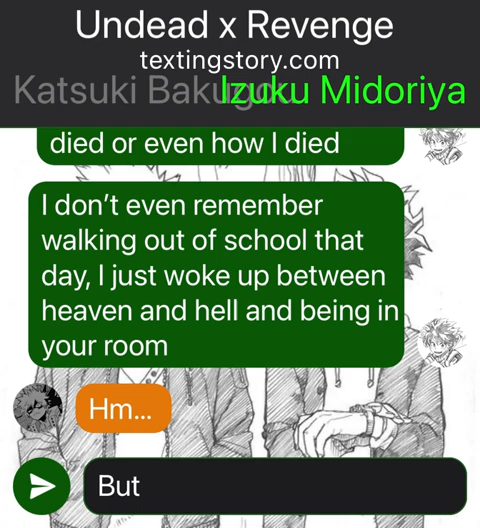 Undead x Revenge
textingstory.com
Katsuki Bakugou Izuku Midoriya
died or even how I died
I don’t even remember
walking out of school that
day, I just woke up between
heaven and hell and being in
your room
Hm...
But